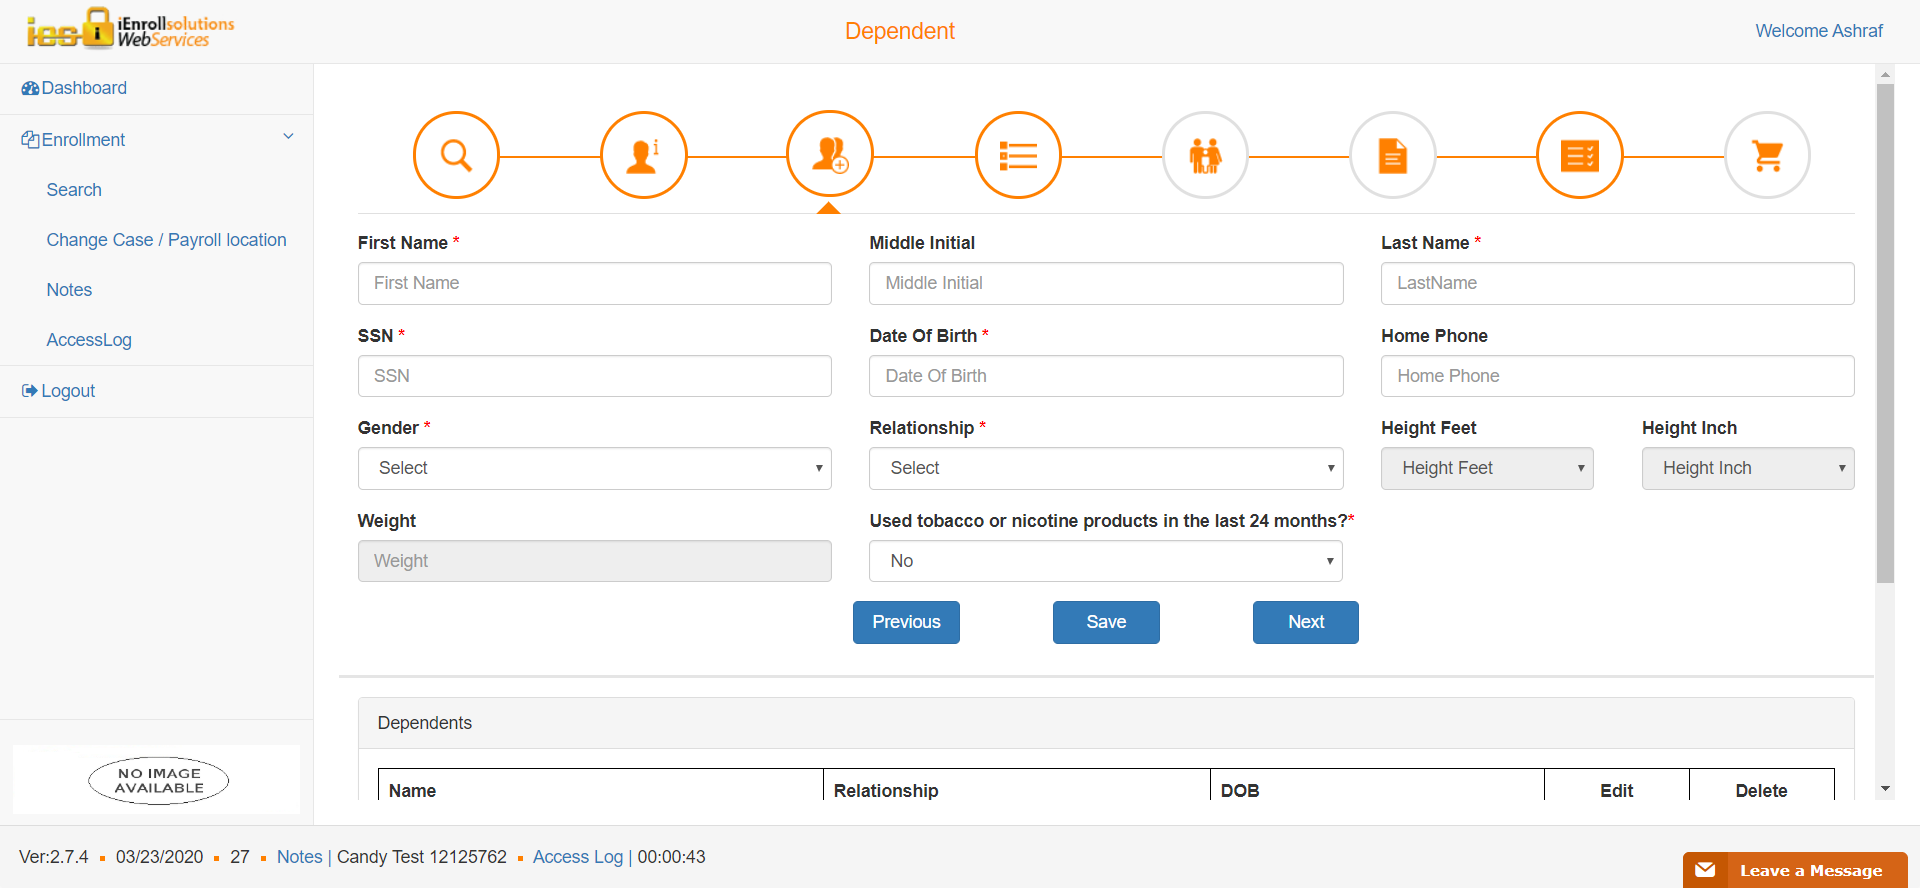 ies i iEnrollsolutions
WebServices
Dependent
Welcome Ashraf
Dashboard
Enrollment
Search
Change Case / Payroll location
Notes
AccessLog
Logout
NO IMAGE
AVAILABLE
First Name * Middle Initial Last Name *
First Name Middle Initial LastName
SSN * Date Of Birth * Home Phone
SSN Date Of Birth Home Phone
Gender * Relationship * Height Feet Height Inch
Select Select Height Feet Height Inch
Weight Used tobacco or nicotine products in the last 24 months?*
Weight No
Previous Save Next
Dependents
Name Relationship DOB Edit Delete
Ver:2.7.4 ▪ 03/23/2020 ▪ 27 ▪ Notes | Candy Test 12125762 ▪ Access Log | 00:00:43
Leave a Message